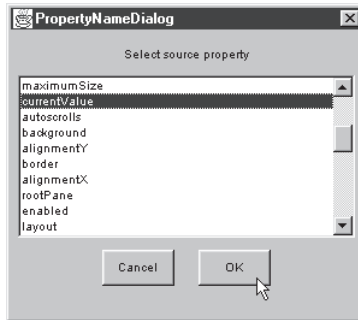 PropertyNameDialog
Select source property
maximumSize
currentValue
autoscrolls
background
alignmentY
border
alignmentX
rootPane
enabled
layout
Cancel OK